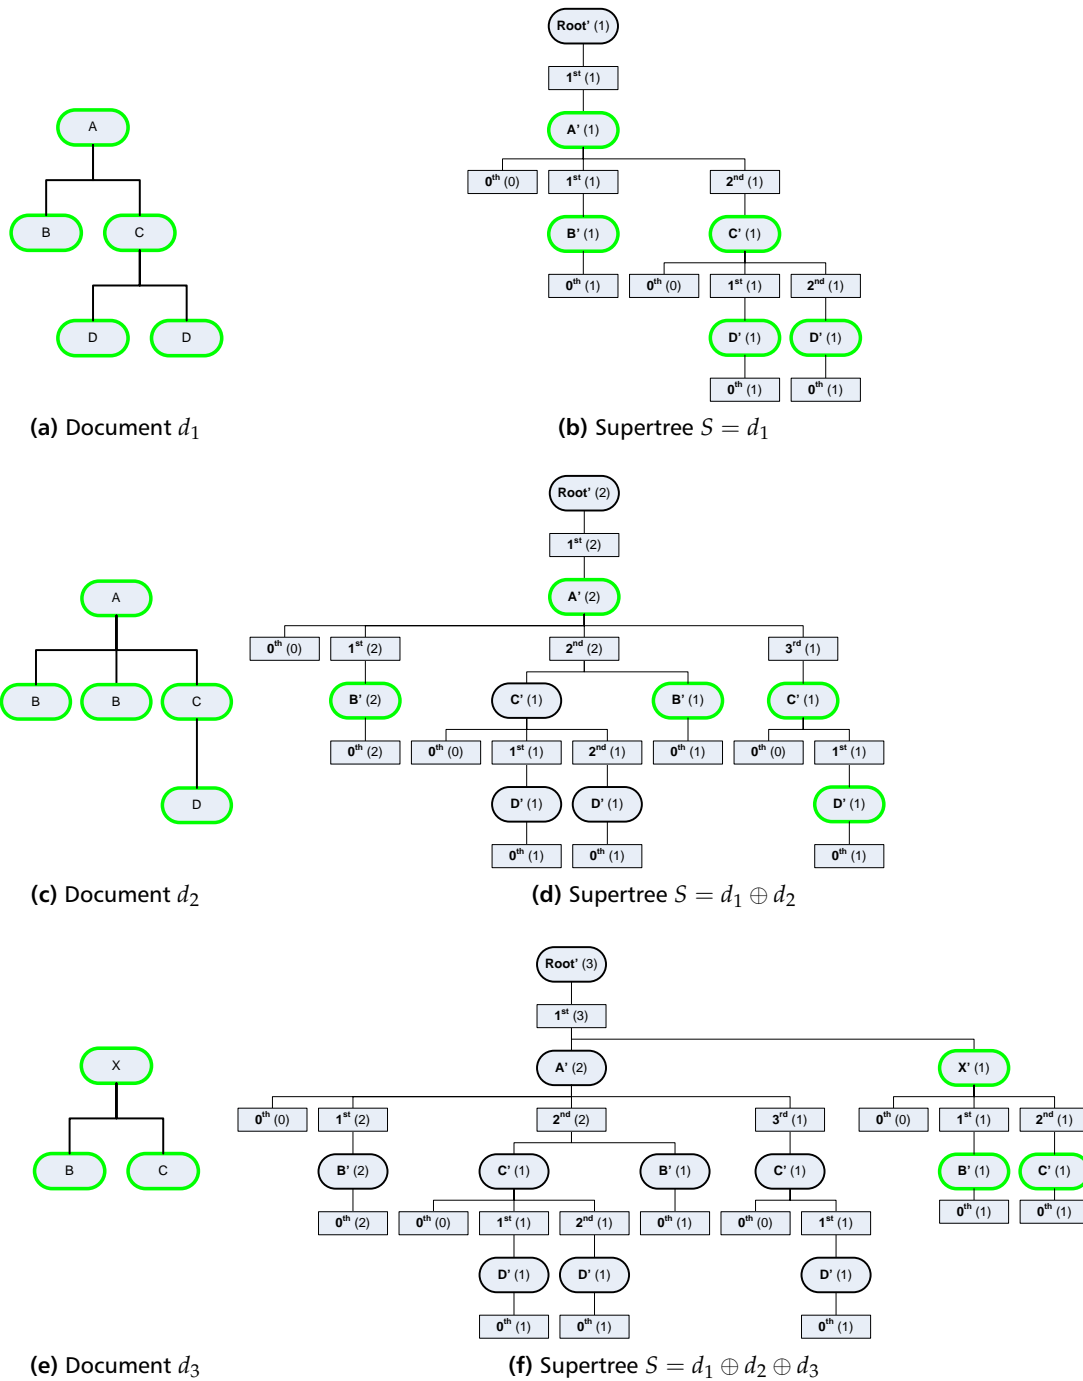 Root' (1)
1st (1)
A
A' (1)
0th (0) 1st (1) 2nd (1)
B C
B' (1) C' (1)
0th (1) 0th (0) 1st (1) 2nd (1)
D D
D' (1) D' (1)
0th (1) 0th (1)
(a) Document d1
(b) Supertree S = d1
Root' (2)
1st (2)
A
A' (2)
0th (0) 1st (2) 2nd (2) 3rd (1)
B B C
B' (2) C' (1) B' (1) C' (1)
0th (2) 0th (0) 1st (1) 2nd (1) 0th (1) 0th (0) 1st (1)
D
D' (1) D' (1) D' (1)
0th (1) 0th (1) 0th (1)
(c) Document d2
(d) Supertree S = d1 ⊕ d2
Root' (3)
1st (3)
X
A' (2) X' (1)
0th (0) 1st (2) 2nd (2) 3rd (1) 0th (0) 1st (1) 2nd (1)
B C
B' (2) C' (1) B' (1) C' (1) B' (1) C' (1)
0th (2) 0th (0) 1st (1) 2nd (1) 0th (1) 0th (0) 1st (1) 0th (1) 0th (1)
D' (1) D' (1) D' (1)
0th (1) 0th (1) 0th (1)
(e) Document d3
(f) Supertree S = d1 ⊕ d2 ⊕ d3